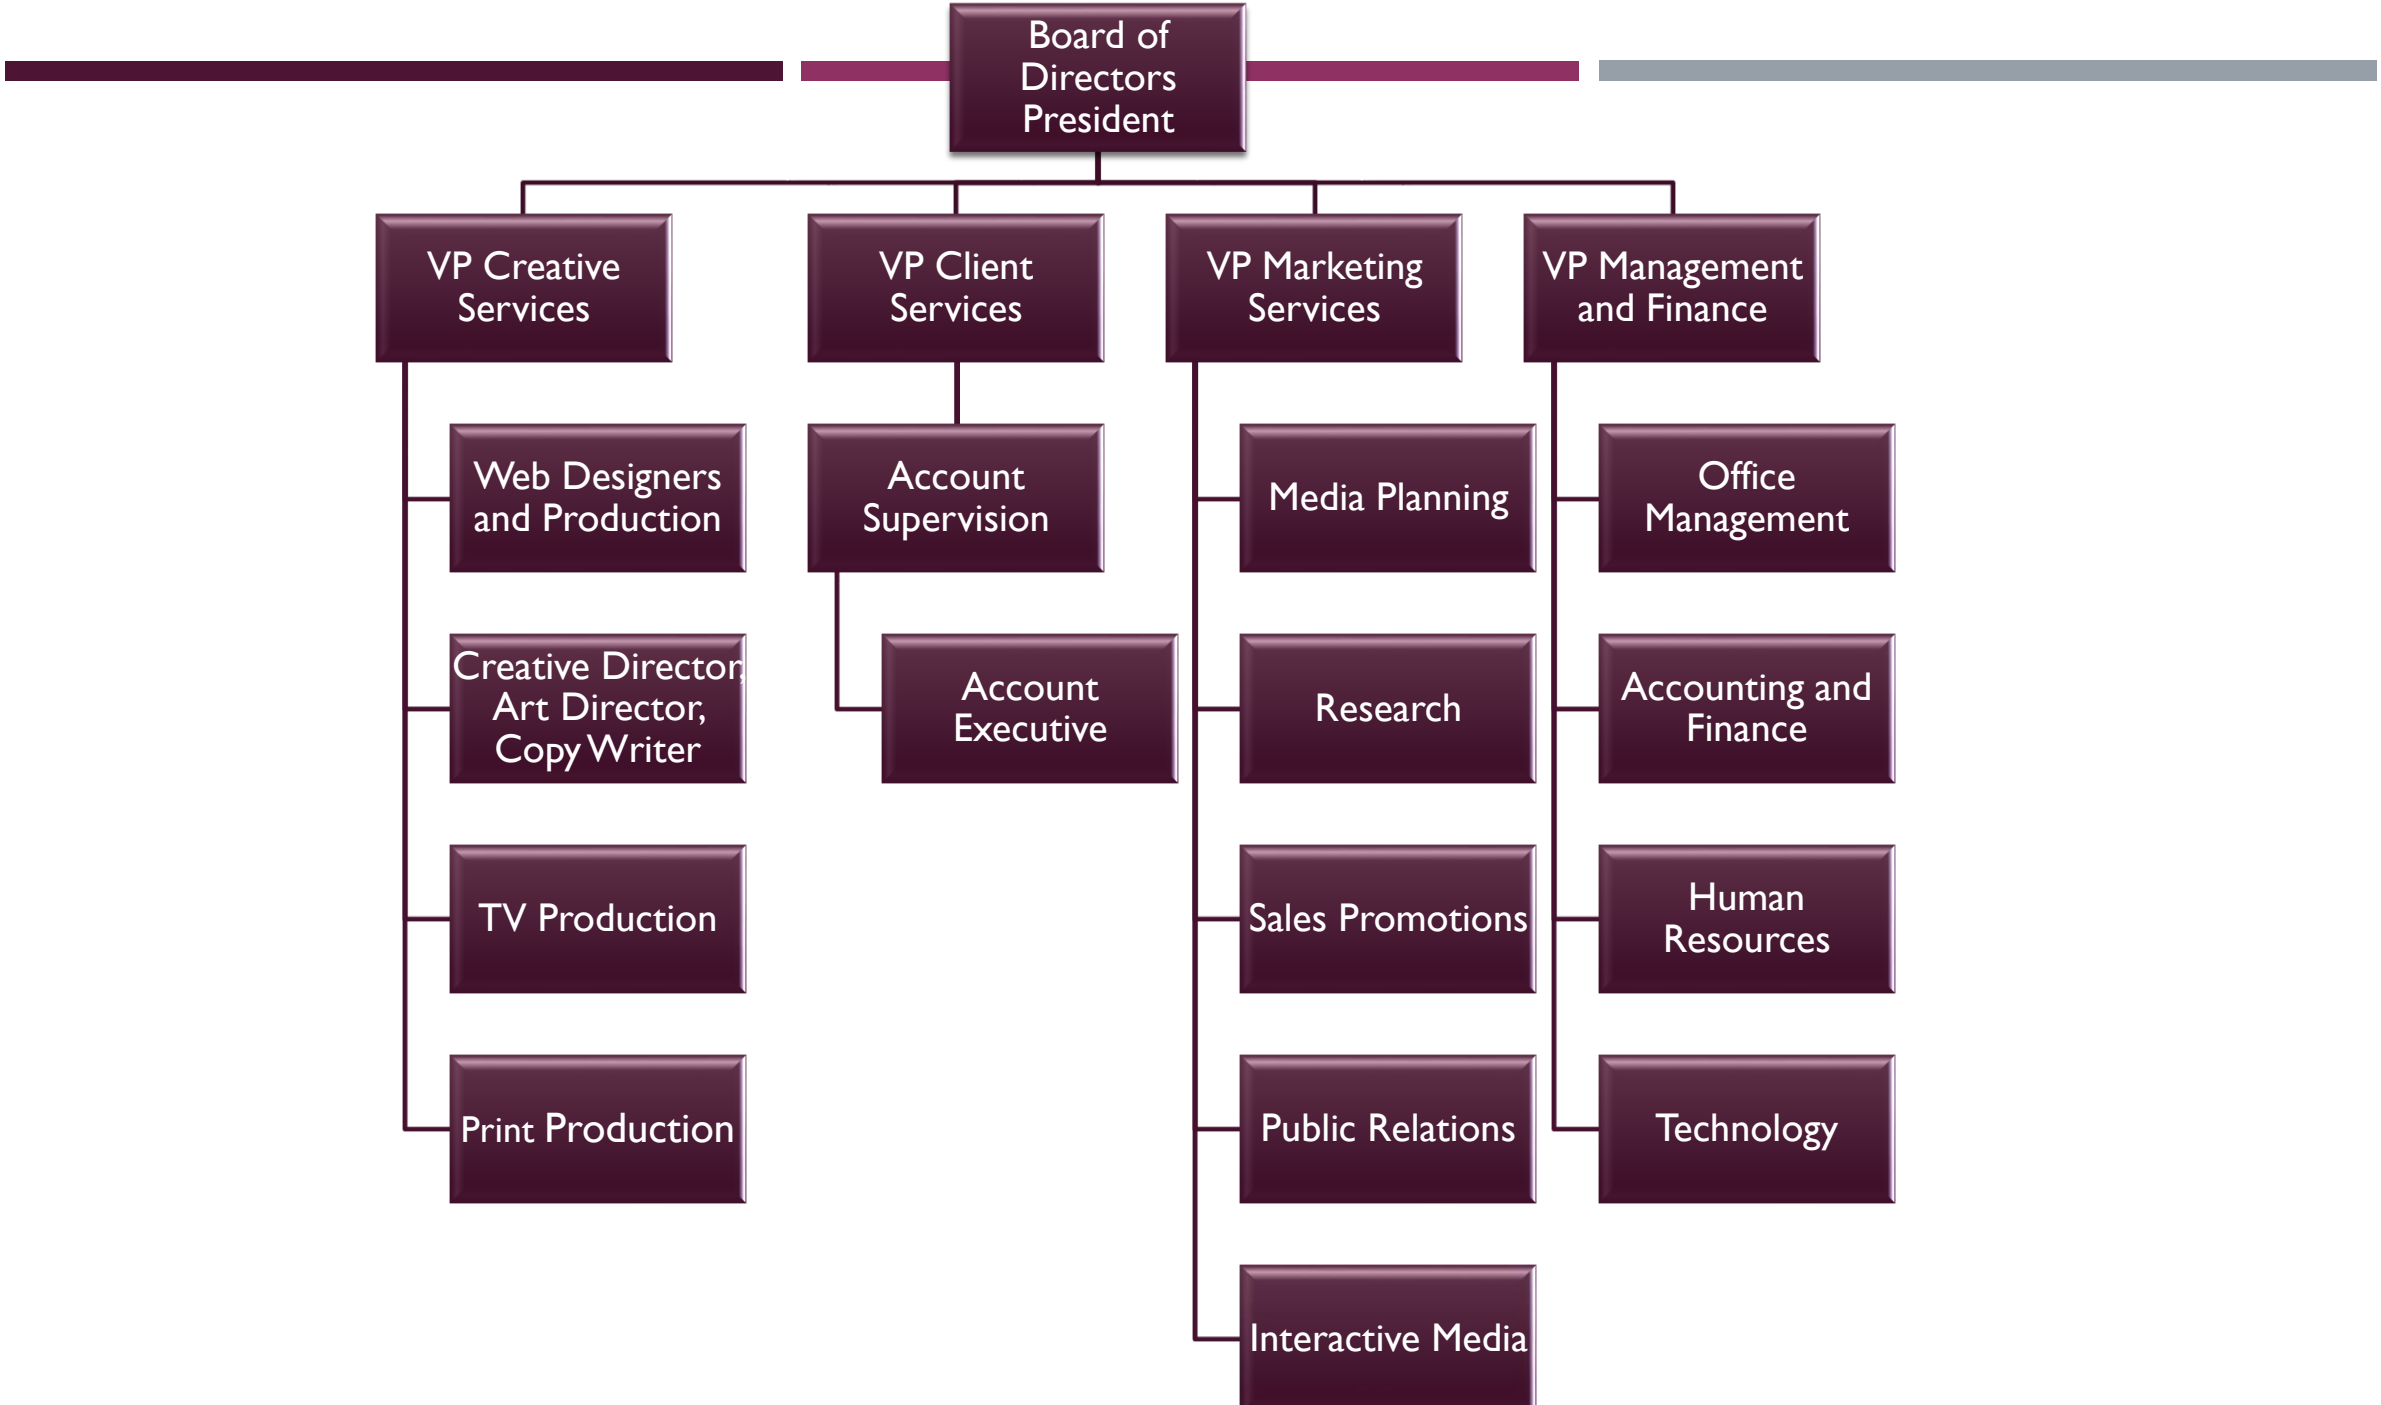 Board of
Directors
President
VP Creative
Services
VP Client
Services
VP Marketing
Services
VP Management
and Finance
Web Designers
and Production
Account
Supervision
Media Planning
Office
Management
Creative Director,
Art Director,
Copy Writer
Account
Executive
Research
Accounting and
Finance
TV Production
Sales Promotions
Human
Resources
Print Production
Public Relations
Technology
Interactive Media